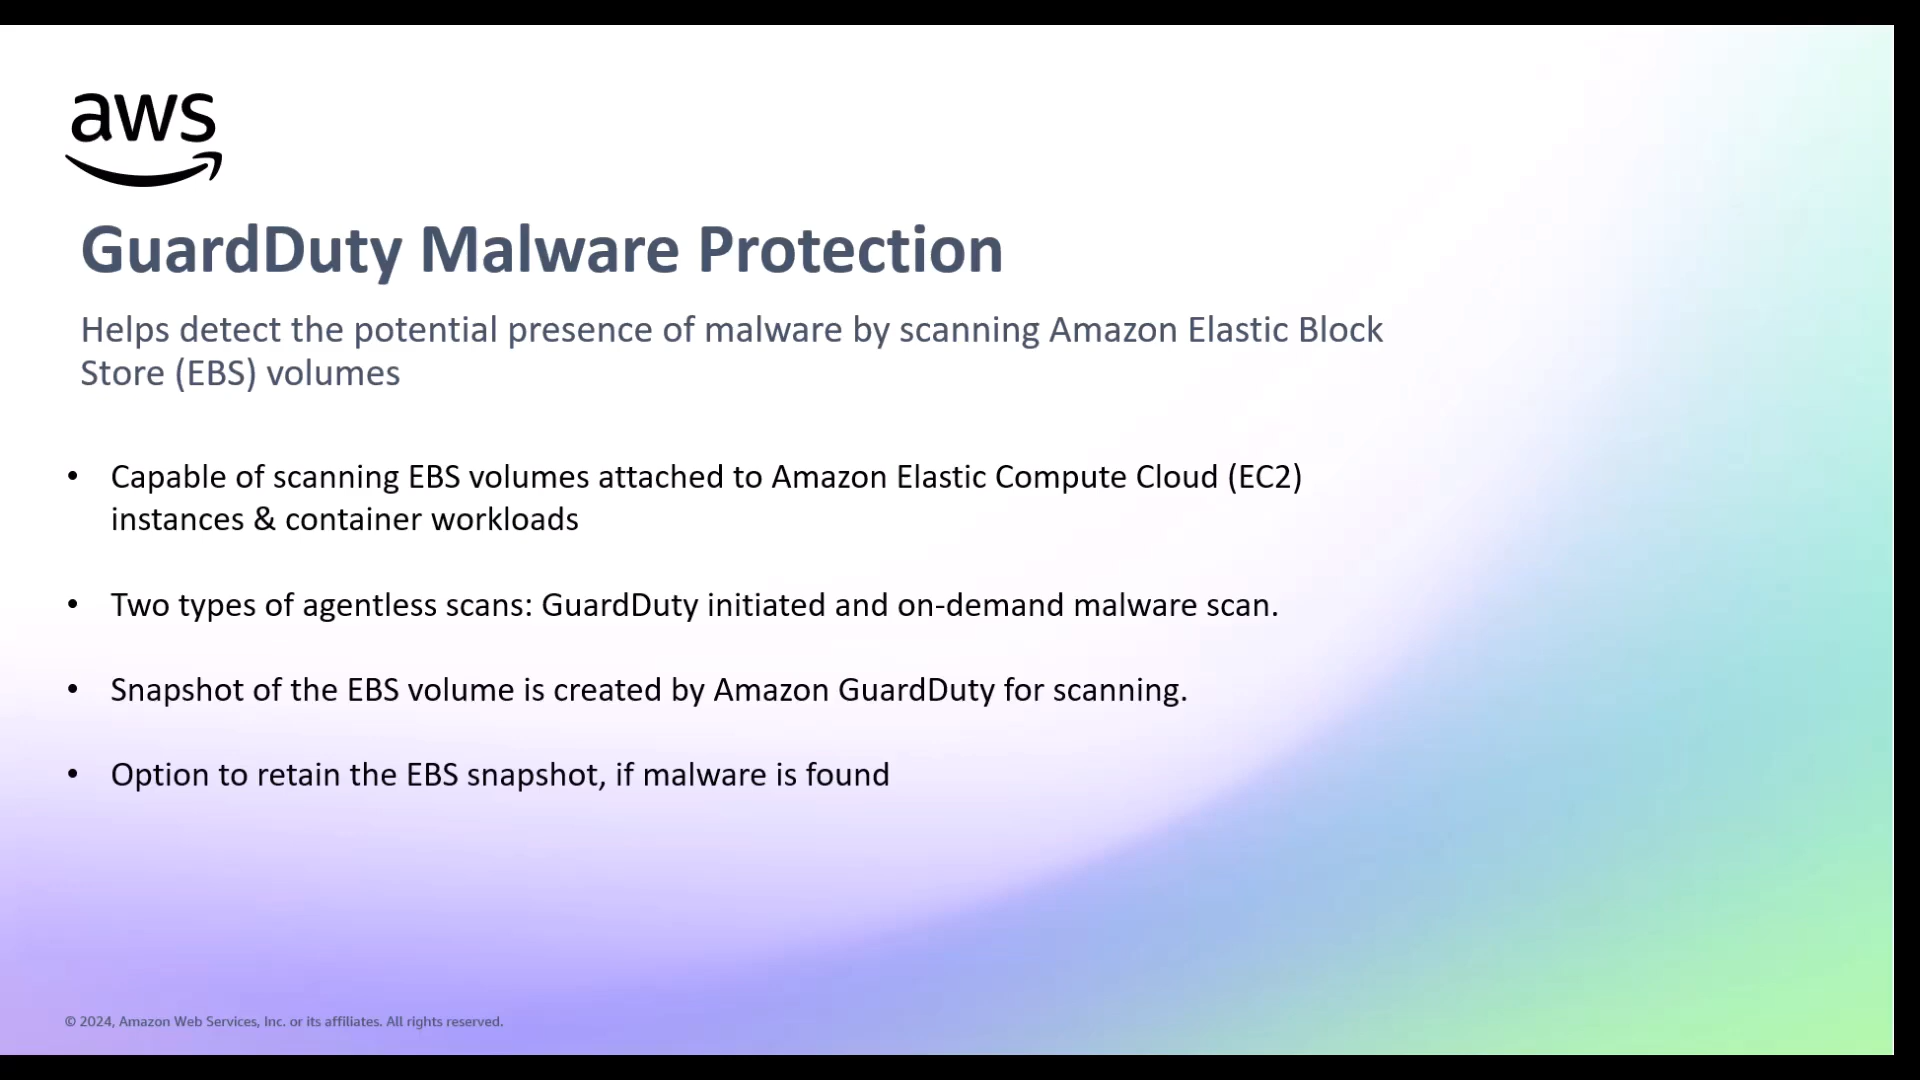 aws
GuardDuty Malware Protection
Helps detect the potential presence of malware by scanning Amazon Elastic Block
Store (EBS) volumes
• Capable of scanning EBS volumes attached to Amazon Elastic Compute Cloud (EC2)
instances & container workloads
• Two types of agentless scans: GuardDuty initiated and on-demand malware scan.
• Snapshot of the EBS volume is created by Amazon GuardDuty for scanning.
• Option to retain the EBS snapshot, if malware is found
© 2024, Amazon Web Services, Inc. or its affiliates. All rights reserved.